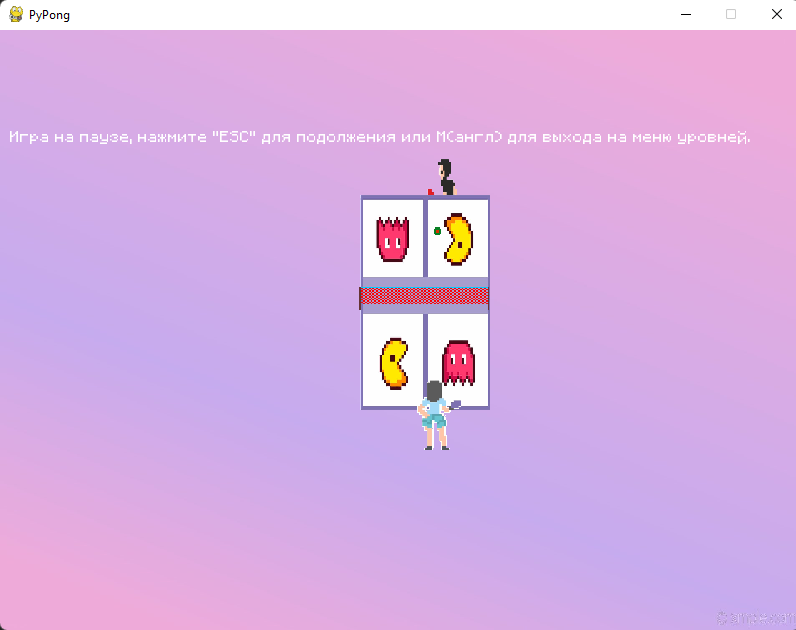 PyPong
Игра на паузе, нажмите "ESC" для подолжения или М(англ) для выхода на меню уровней.